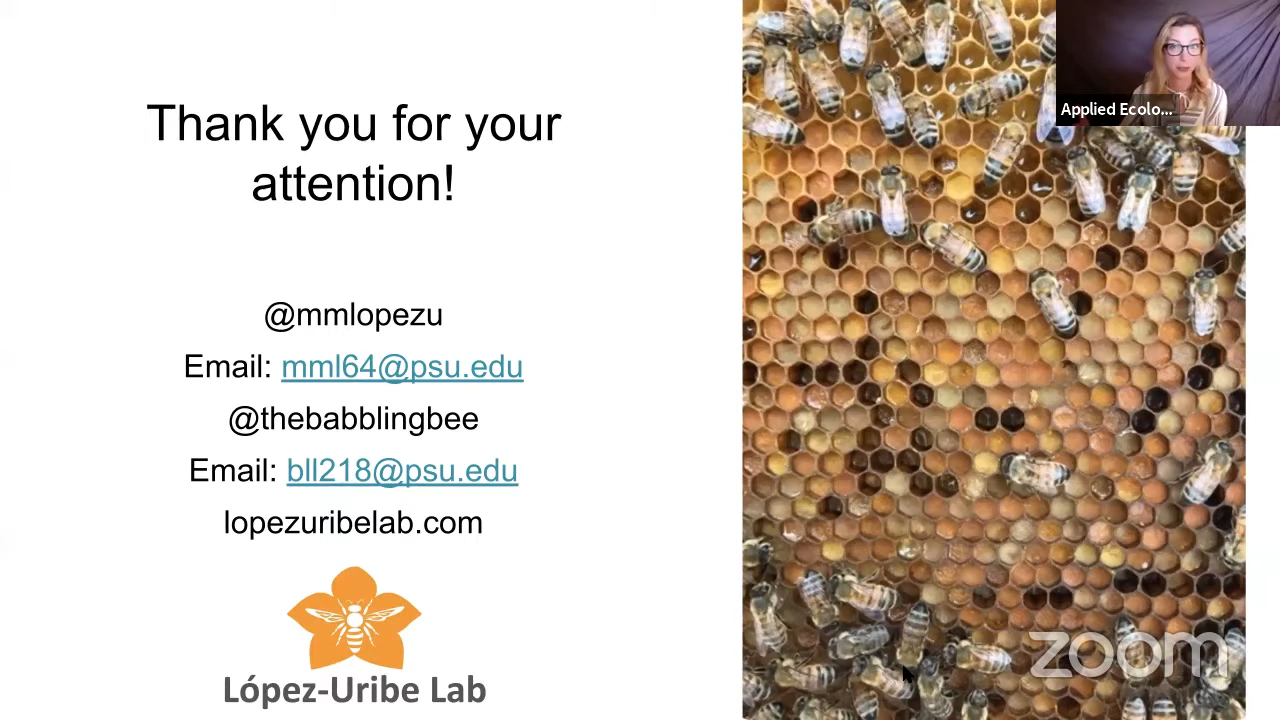 Thank you for your
attention!
@mmlopezu
Email: mml64@psu.edu
@thebabblingbee
Email: bll218@psu.edu
lopezuribelab.com
López-Uribe Lab
Applied Ecolo...
zoom